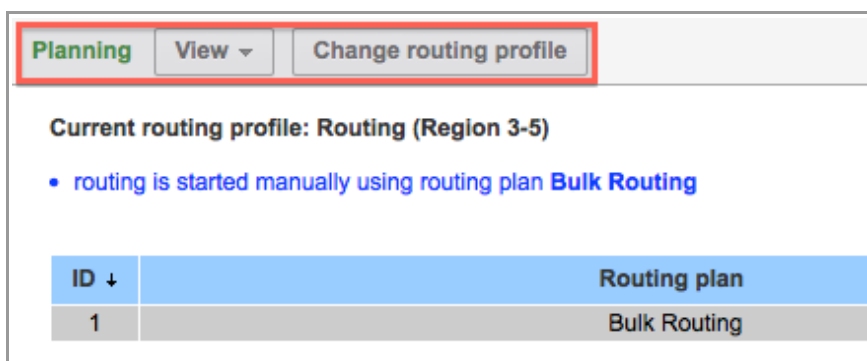 Planning View Change routing profile
Current routing profile: Routing (Region 3-5)
• routing is started manually using routing plan Bulk Routing
ID ↓ Routing plan
1 Bulk Routing